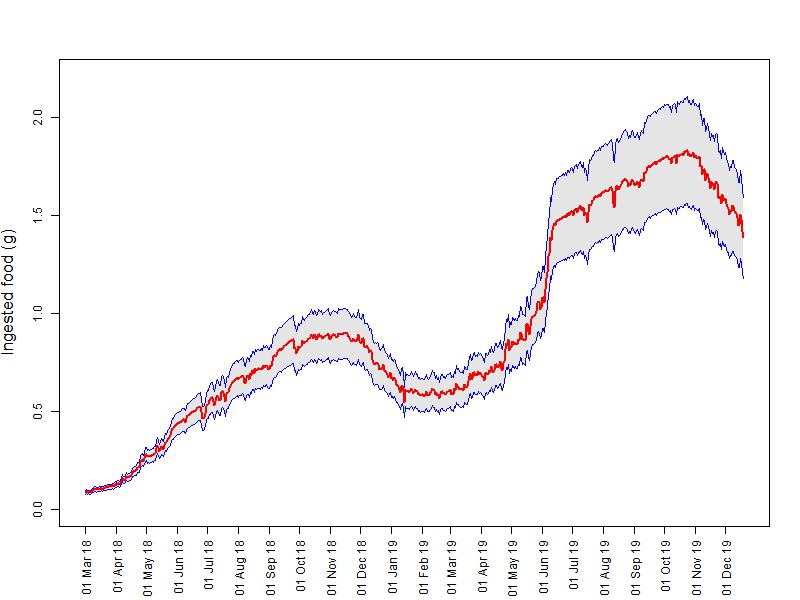 Ingested food (g)
2.0
1.5
1.0
0.5
0.0
01 Mar 18
01 Apr 18
01 May 18
01 Jun 18
01 Jul 18
01 Aug 18
01 Sep 18
01 Oct 18
01 Nov 18
01 Dec 18
01 Jan 19
01 Feb 19
01 Mar 19
01 Apr 19
01 May 19
01 Jun 19
01 Jul 19
01 Aug 19
01 Sep 19
01 Oct 19
01 Nov 19
01 Dec 19